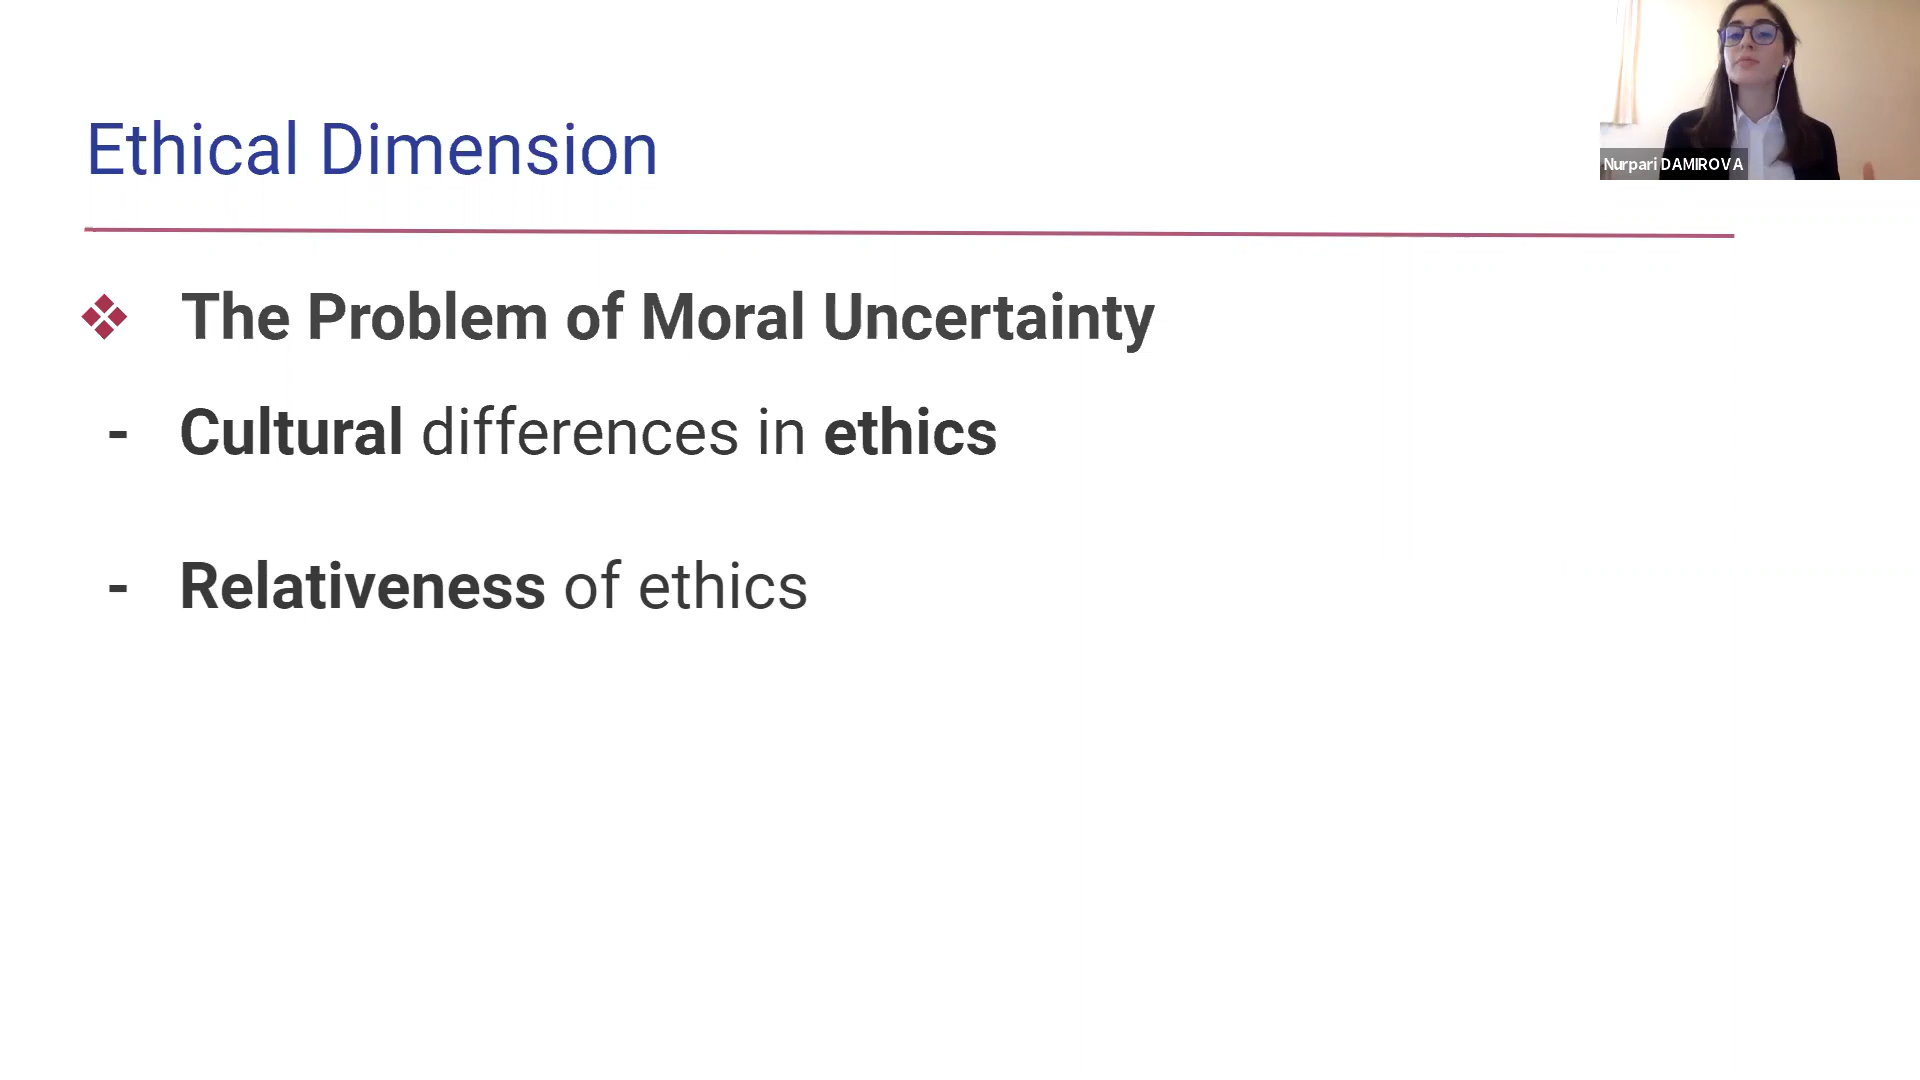 Ethical Dimension
Nurpari DAMIROVA
❖ The Problem of Moral Uncertainty
- Cultural differences in ethics
- Relativeness of ethics